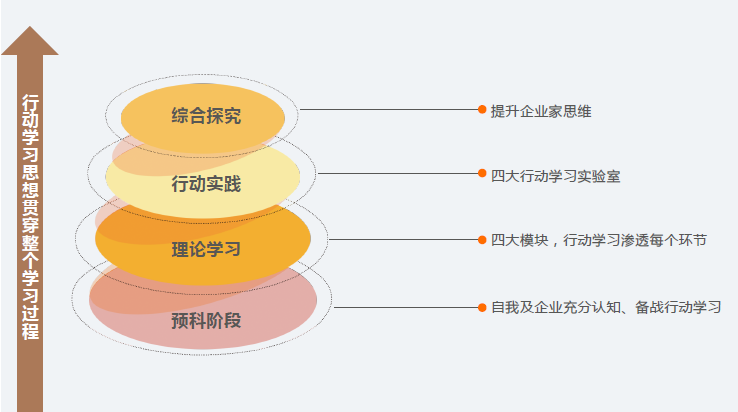 行动学习思想贯穿整个学习过程
综合探究
提升企业家思维
行动实践
四大行动学习实验室
理论学习
四大模块，行动学习渗透每个环节
预科阶段
自我及企业充分认知、备战行动学习